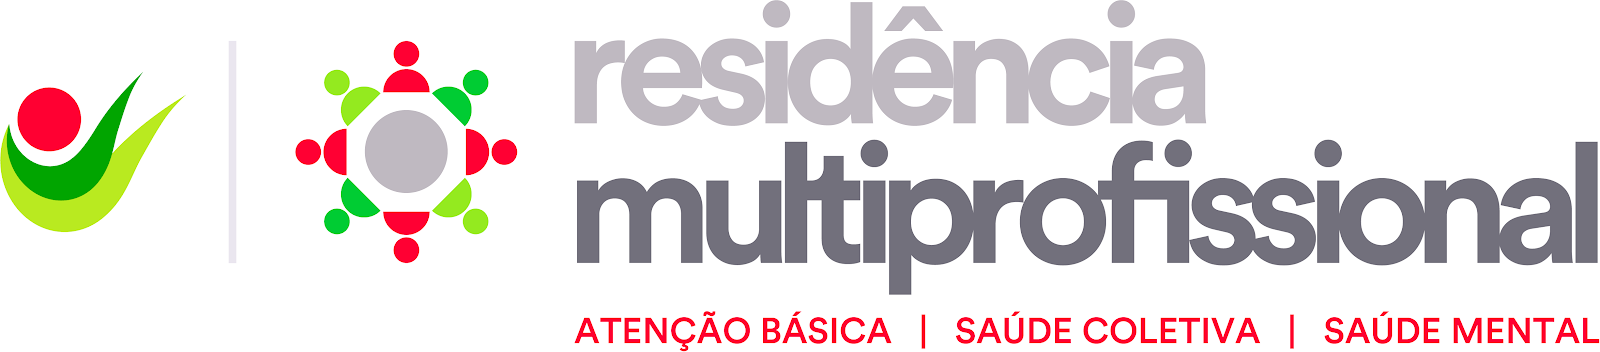 residência
multiprofissional
ATENÇÃO BÁSICA | SAÚDE COLETIVA | SAÚDE MENTAL